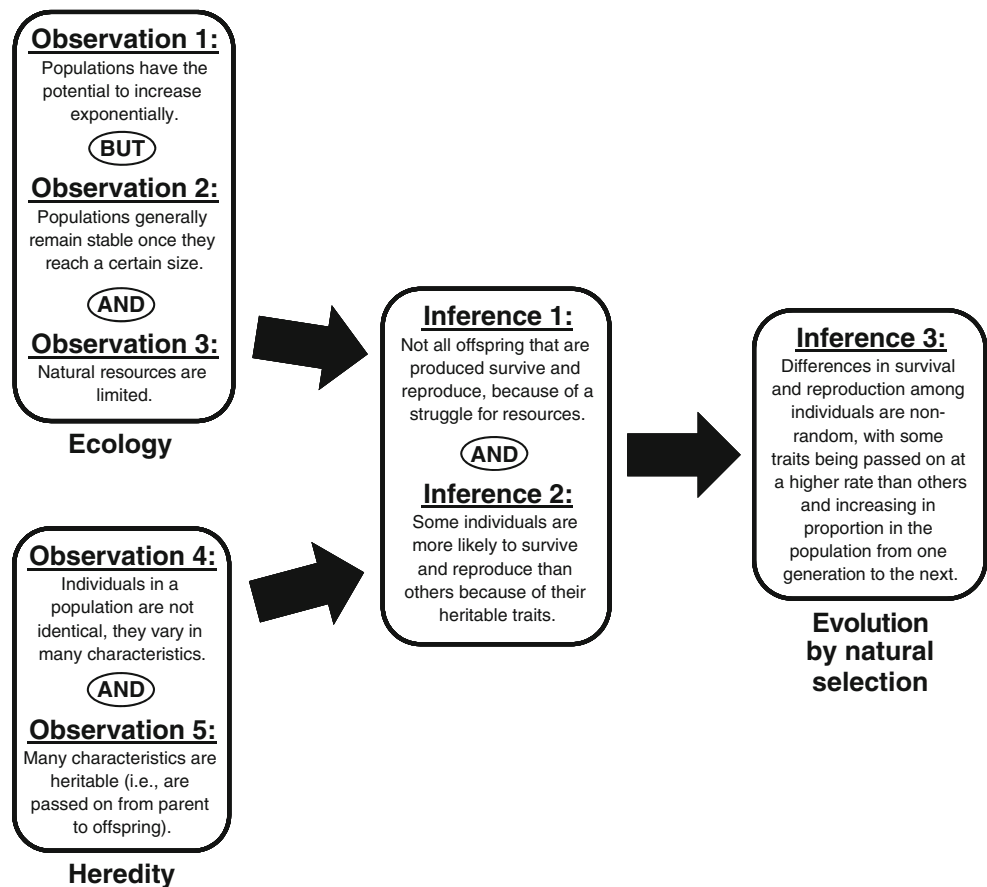 Observation 1:
Populations have the
potential to increase
exponentially.
BUT
Observation 2:
Populations generally
remain stable once they
reach a certain size.
AND
Observation 3:
Natural resources are
limited.
Ecology
Observation 4:
Individuals in a
population are not
identical, they vary in
many characteristics.
AND
Observation 5:
Many characteristics are
heritable (i.e., are
passed on from parent
to offspring).
Heredity
Inference 1:
Not all offspring that are
produced survive and
reproduce, because of a
struggle for resources.
AND
Inference 2:
Some individuals are
more likely to survive
and reproduce than
others because of their
heritable traits.
Inference 3:
Differences in survival
and reproduction among
individuals are non-
random, with some
traits being passed on at
a higher rate than others
and increasing in
proportion in the
population from one
generation to the next.
Evolution
by natural
selection